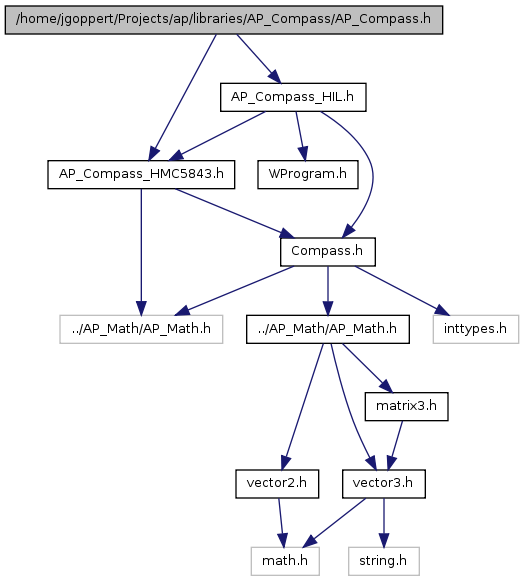 /home/jgoppert/Projects/ap/libraries/AP_Compass/AP_Compass.h
AP_Compass_HIL.h
AP_Compass_HMC5843.h
WProgram.h
Compass.h
../AP_Math/AP_Math.h
../AP_Math/AP_Math.h
inttypes.h
matrix3.h
vector2.h
vector3.h
math.h
string.h